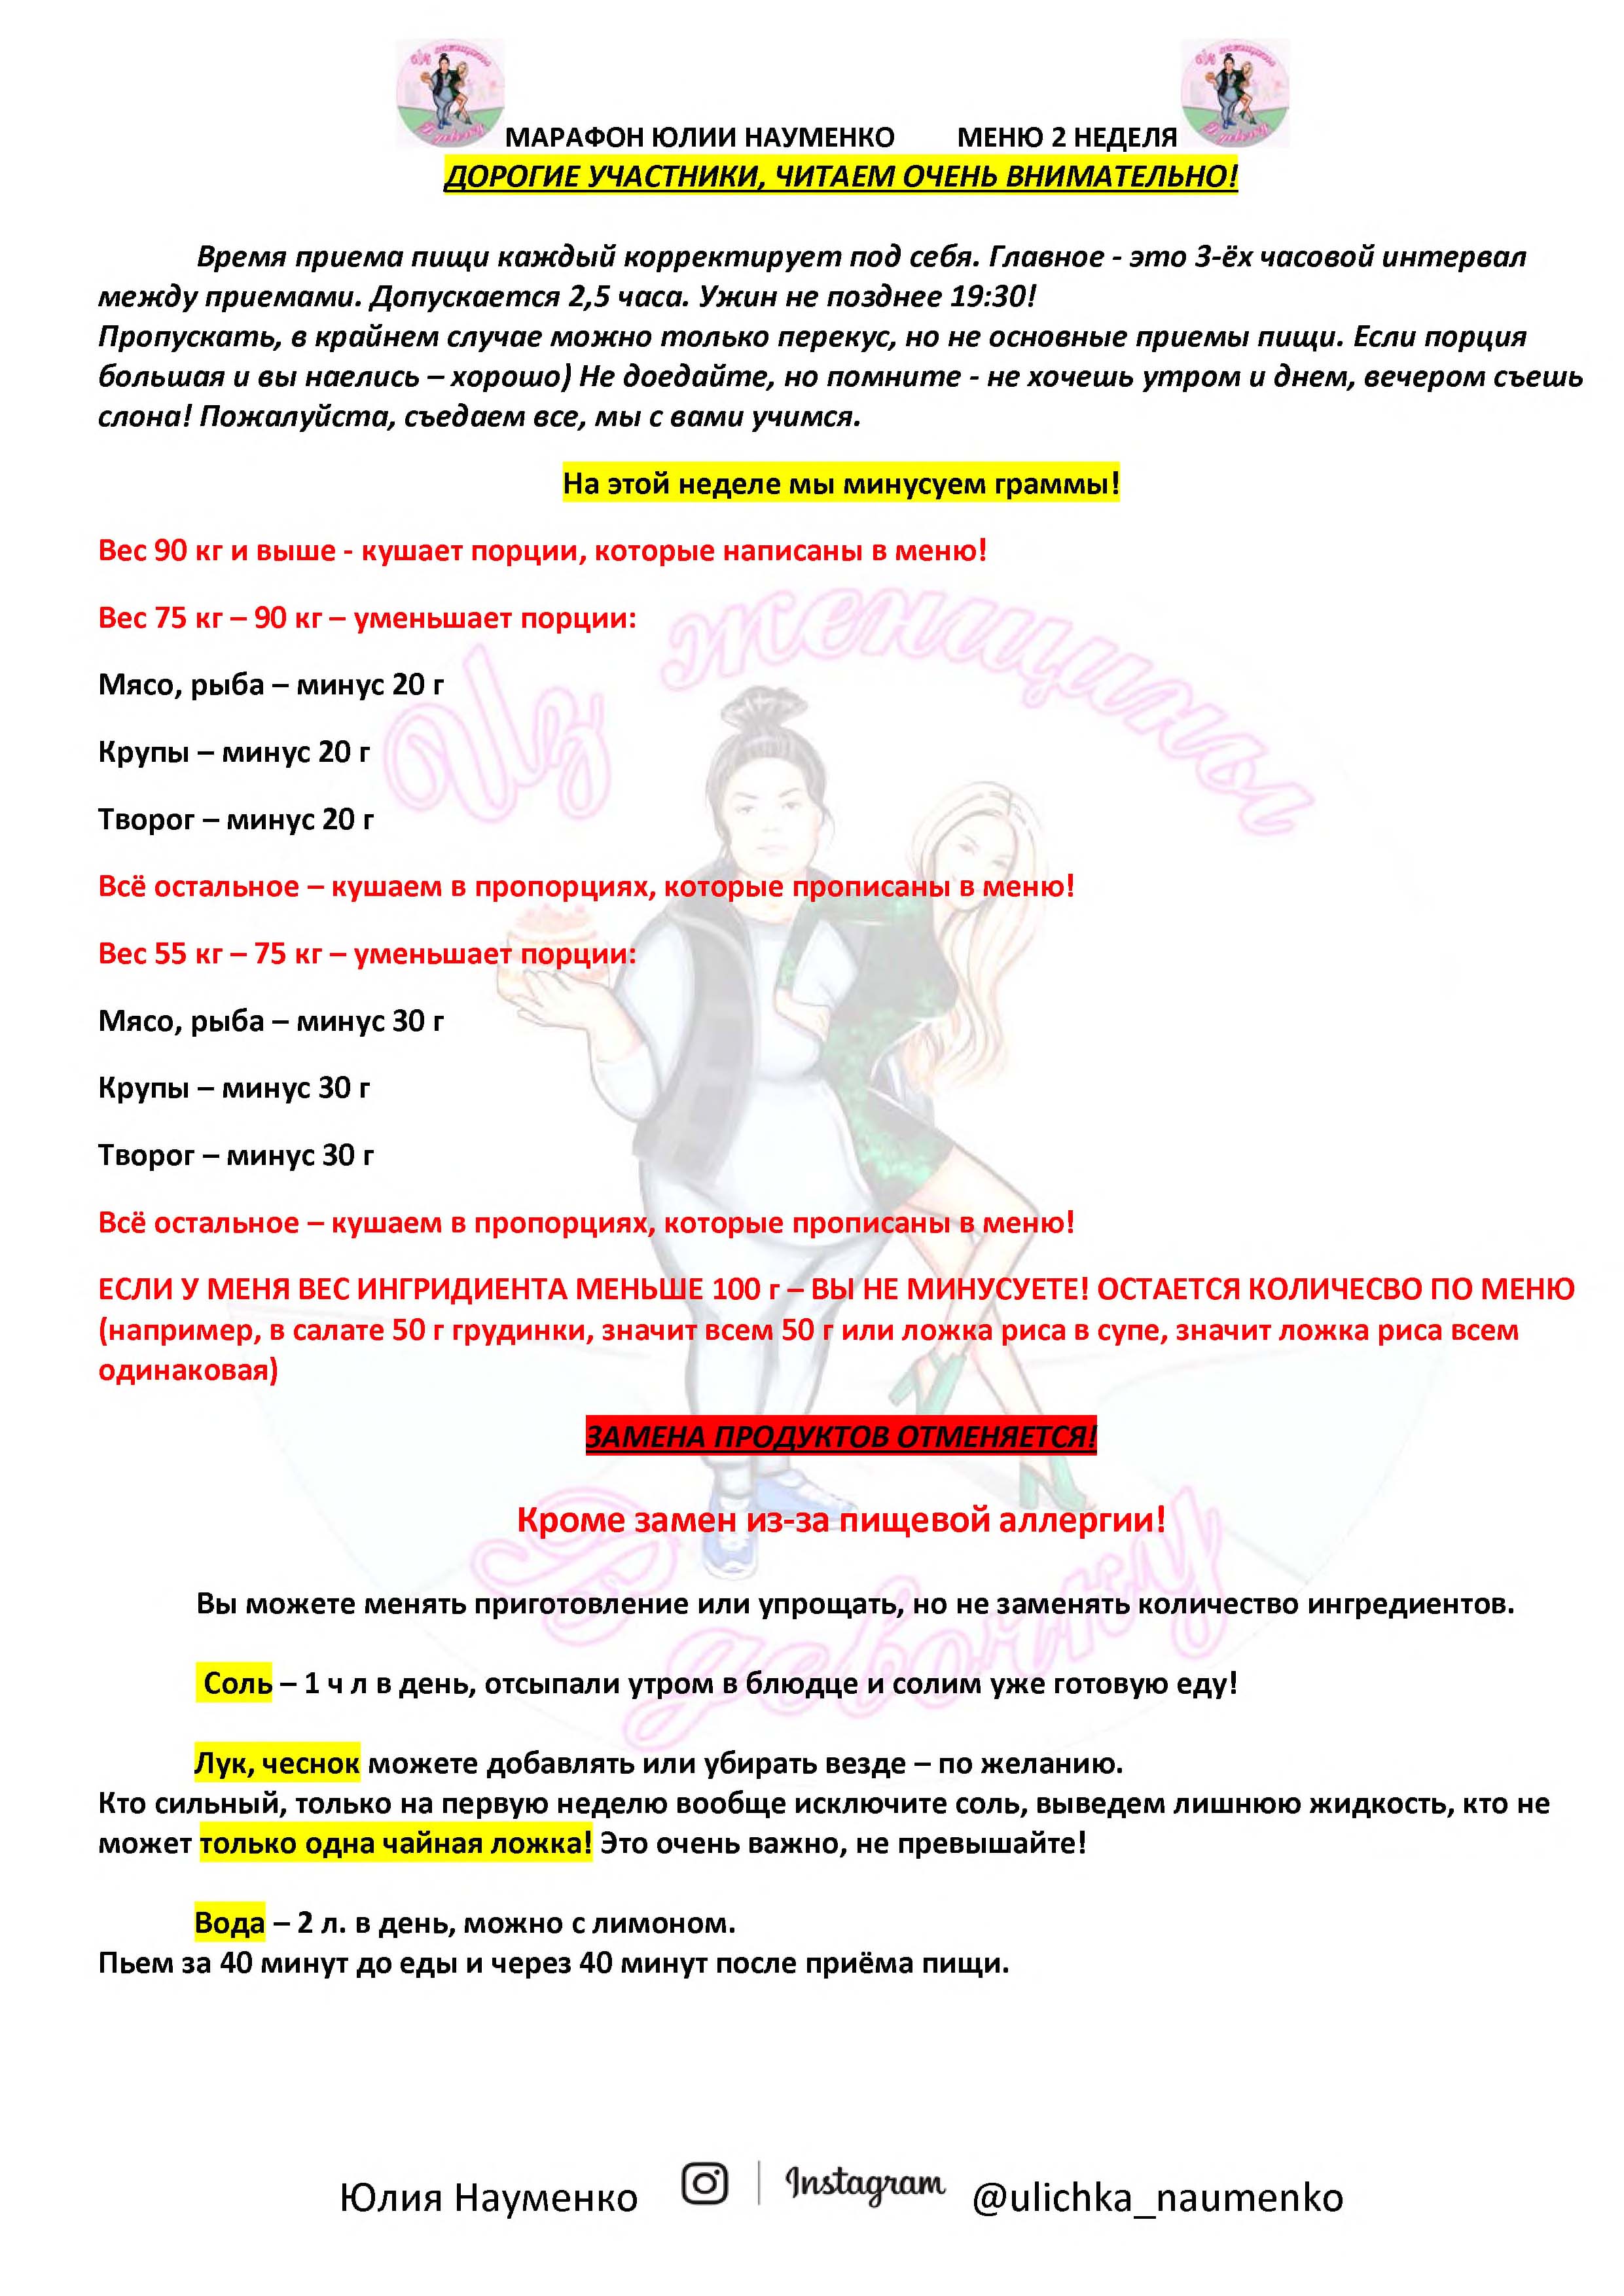 МАРАФОН ЮЛИИ НАУМЕНКО МЕНЮ 2 НЕДЕЛЯ
ДОРОГИЕ УЧАСТНИКИ, ЧИТАЕМ ОЧЕНЬ ВНИМАТЕЛЬНО!
Время приема пищи каждый корректирует под себя. Главное - это 3-ёх часовой интервал
между приемами. Допускается 2,5 часа. Ужин не позднее 19:30!
Пропускать, в крайнем случае можно только перекус, но не основные приемы пищи. Если порция
большая и вы наелись – хорошо) Не доедайте, но помните - не хочешь утром и днем, вечером съешь
слона! Пожалуйста, съедаем все, мы с вами учимся.
На этой неделе мы минусуем граммы!
Вес 90 кг и выше - кушает порции, которые написаны в меню!
Вес 75 кг – 90 кг – уменьшает порции:
Мясо, рыба – минус 20 г
Крупы – минус 20 г
Творог – минус 20 г
Всё остальное – кушаем в пропорциях, которые прописаны в меню!
Вес 55 кг – 75 кг – уменьшает порции:
Мясо, рыба – минус 30 г
Крупы – минус 30 г
Творог – минус 30 г
Всё остальное – кушаем в пропорциях, которые прописаны в меню!
ЕСЛИ У МЕНЯ ВЕС ИНГРИДИЕНТА МЕНЬШЕ 100 г – ВЫ НЕ МИНУСУЕТЕ! ОСТАЕТСЯ КОЛИЧЕСВО ПО МЕНЮ
(например, в салате 50 г грудинки, значит всем 50 г или ложка риса в супе, значит ложка риса всем
одинаковая)
ЗАМЕНА ПРОДУКТОВ ОТМЕНЯЕТСЯ!
Кроме замен из-за пищевой аллергии!
Вы можете менять приготовление или упрощать, но не заменять количество ингредиентов.
Соль – 1 ч л в день, отсыпали утром в блюдце и солим уже готовую еду!
Лук, чеснок можете добавлять или убирать везде – по желанию.
Кто сильный, только на первую неделю вообще исключите соль, выведем лишнюю жидкость, кто не
может только одна чайная ложка! Это очень важно, не превышайте!
Вода – 2 л. в день, можно с лимоном.
Пьем за 40 минут до еды и через 40 минут после приёма пищи.
Из женщины
В девочку
Юлия Науменко Instagram @ulichka_naumenko